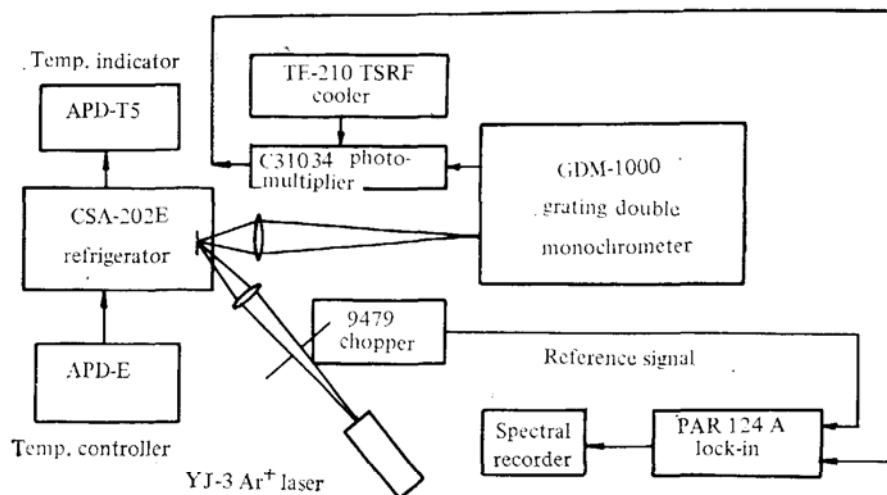 Temp. indicator
APD-T5
TE-210 TSRF
cooler
C31034 photo-
multiplier
GDM-1000
grating double
monochrometer
CSA-202E
refrigerator
APD-E
Temp. controller
9479
chopper
Reference signal
YJ-3 Ar+ laser
Spectral
recorder
PAR 124 A
lock-in